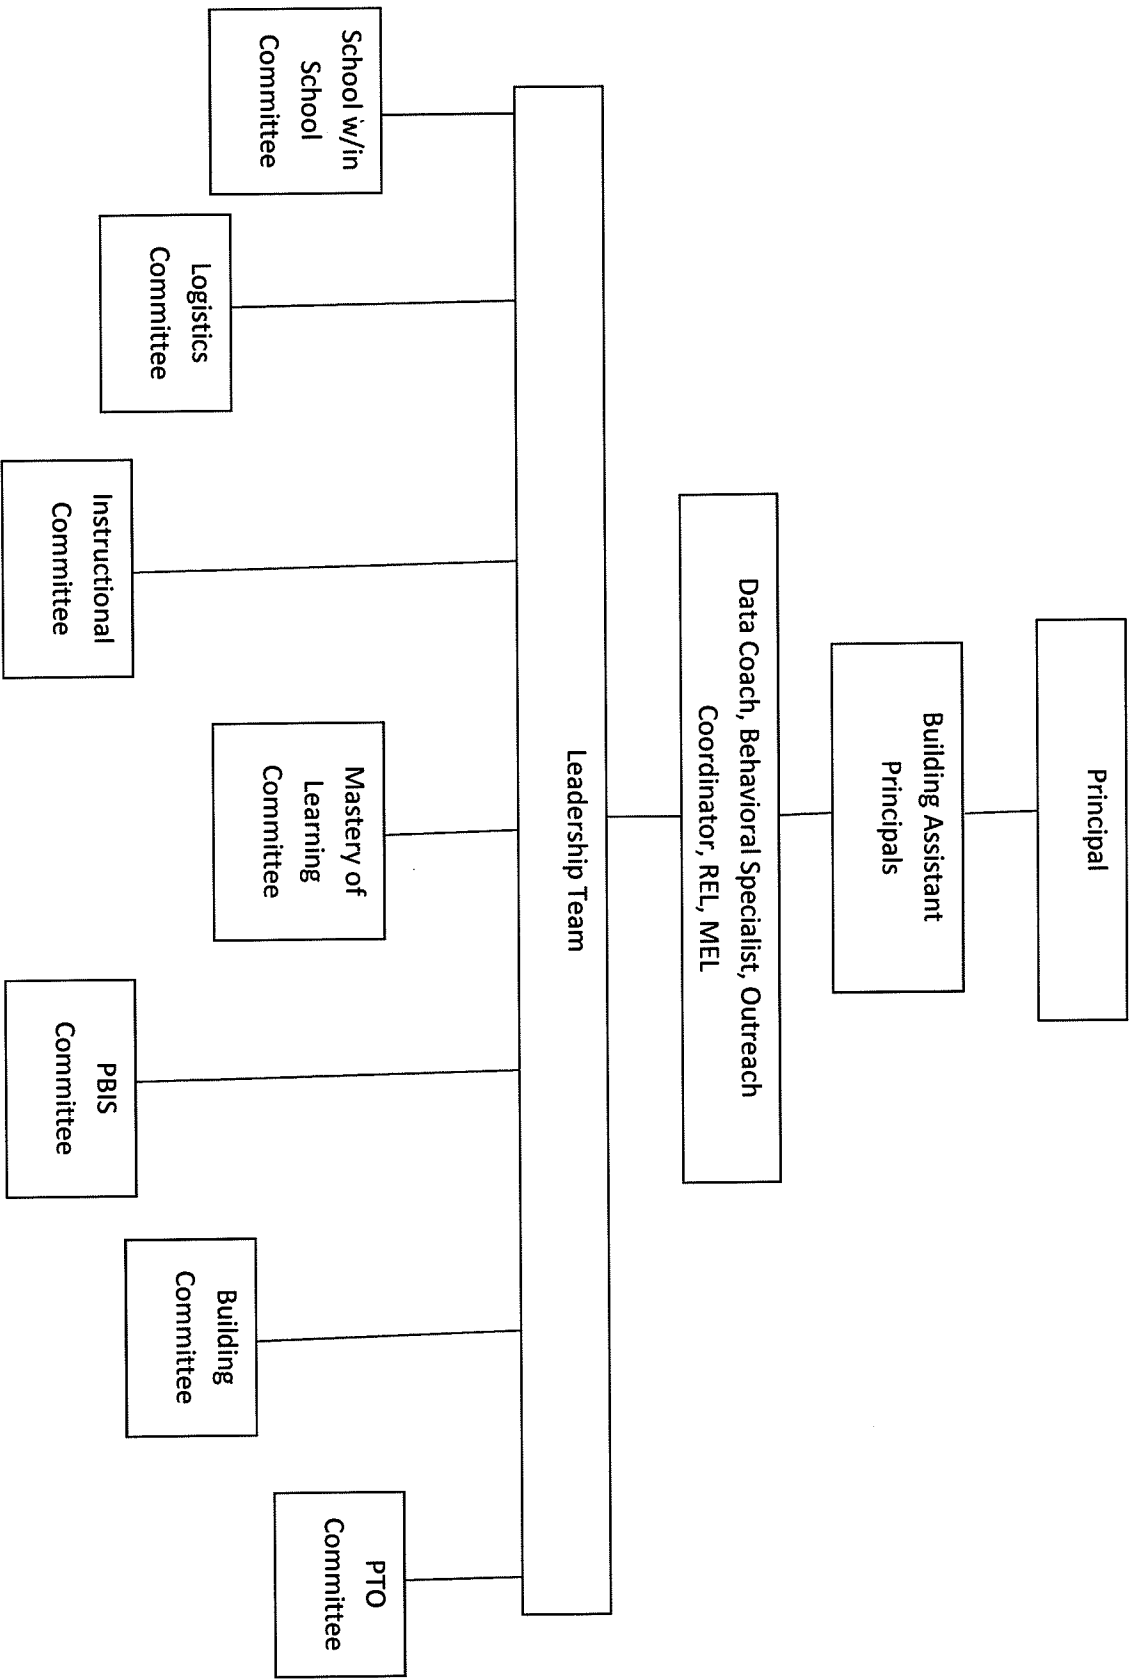 Principal
Building Assistant
Principals
Data Coach, Behavioral Specialist, Outreach
Coordinator, REL, MEL
Leadership Team
School w/in
School
Committee
Logistics
Committee
Instructional
Committee
Mastery of
Learning
Committee
PBIS
Committee
Building
Committee
PTO
Committee